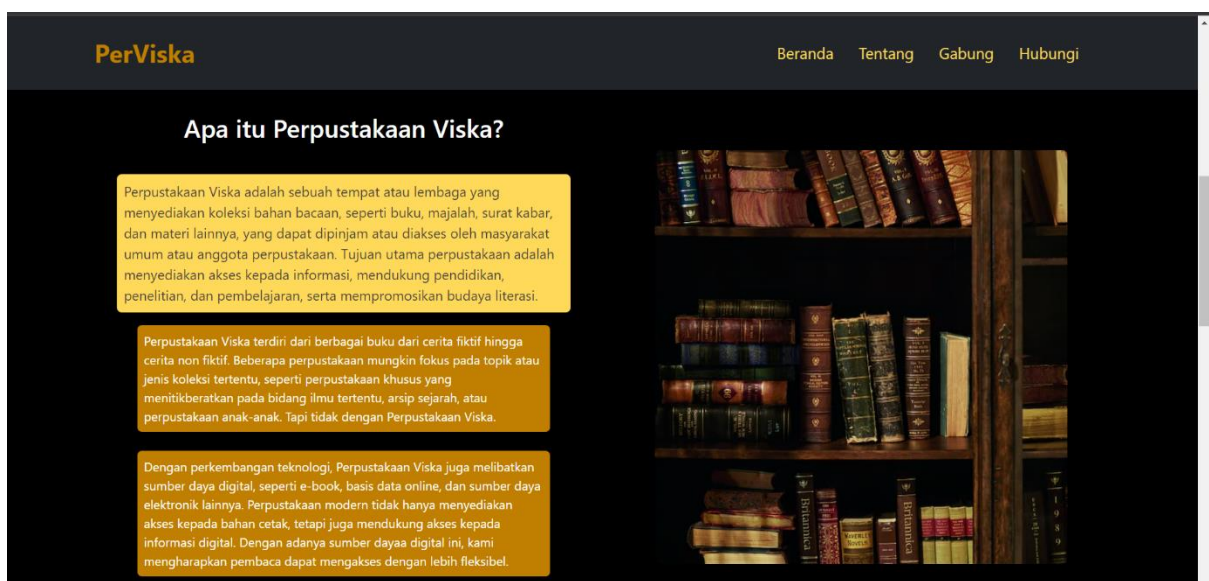 PerViska
Beranda Tentang Gabung Hubungi
Apa itu Perpustakaan Viska?
Perpustakaan Viska adalah sebuah tempat atau lembaga yang
menyediakan koleksi bahan bacaan, seperti buku, majalah, surat kabar,
dan materi lainnya, yang dapat dipinjam atau diakses oleh masyarakat
umum atau anggota perpustakaan. Tujuan utama perpustakaan adalah
menyediakan akses kepada informasi, mendukung pendidikan,
penelitian, dan pembelajaran, serta mempromosikan budaya literasi.
Perpustakaan Viska terdiri dari berbagai buku dari cerita fiktif hingga
cerita non fiktif. Beberapa perpustakaan mungkin fokus pada topik atau
jenis koleksi tertentu, seperti perpustakaan khusus yang
menitikberatkan pada bidang ilmu tertentu, arsip sejarah, atau
perpustakaan anak-anak. Tapi tidak dengan Perpustakaan Viska.
Dengan perkembangan teknologi, Perpustakaan Viska juga melibatkan
sumber daya digital, seperti e-book, basis data online, dan sumber daya
elektronik lainnya. Perpustakaan modern tidak hanya menyediakan
akses kepada bahan cetak, tetapi juga mendukung akses kepada
informasi digital. Dengan adanya sumber dayaa digital ini, kami
mengharapkan pembaca dapat mengakses dengan lebih fleksibel.
Britannica
Britannica
1989